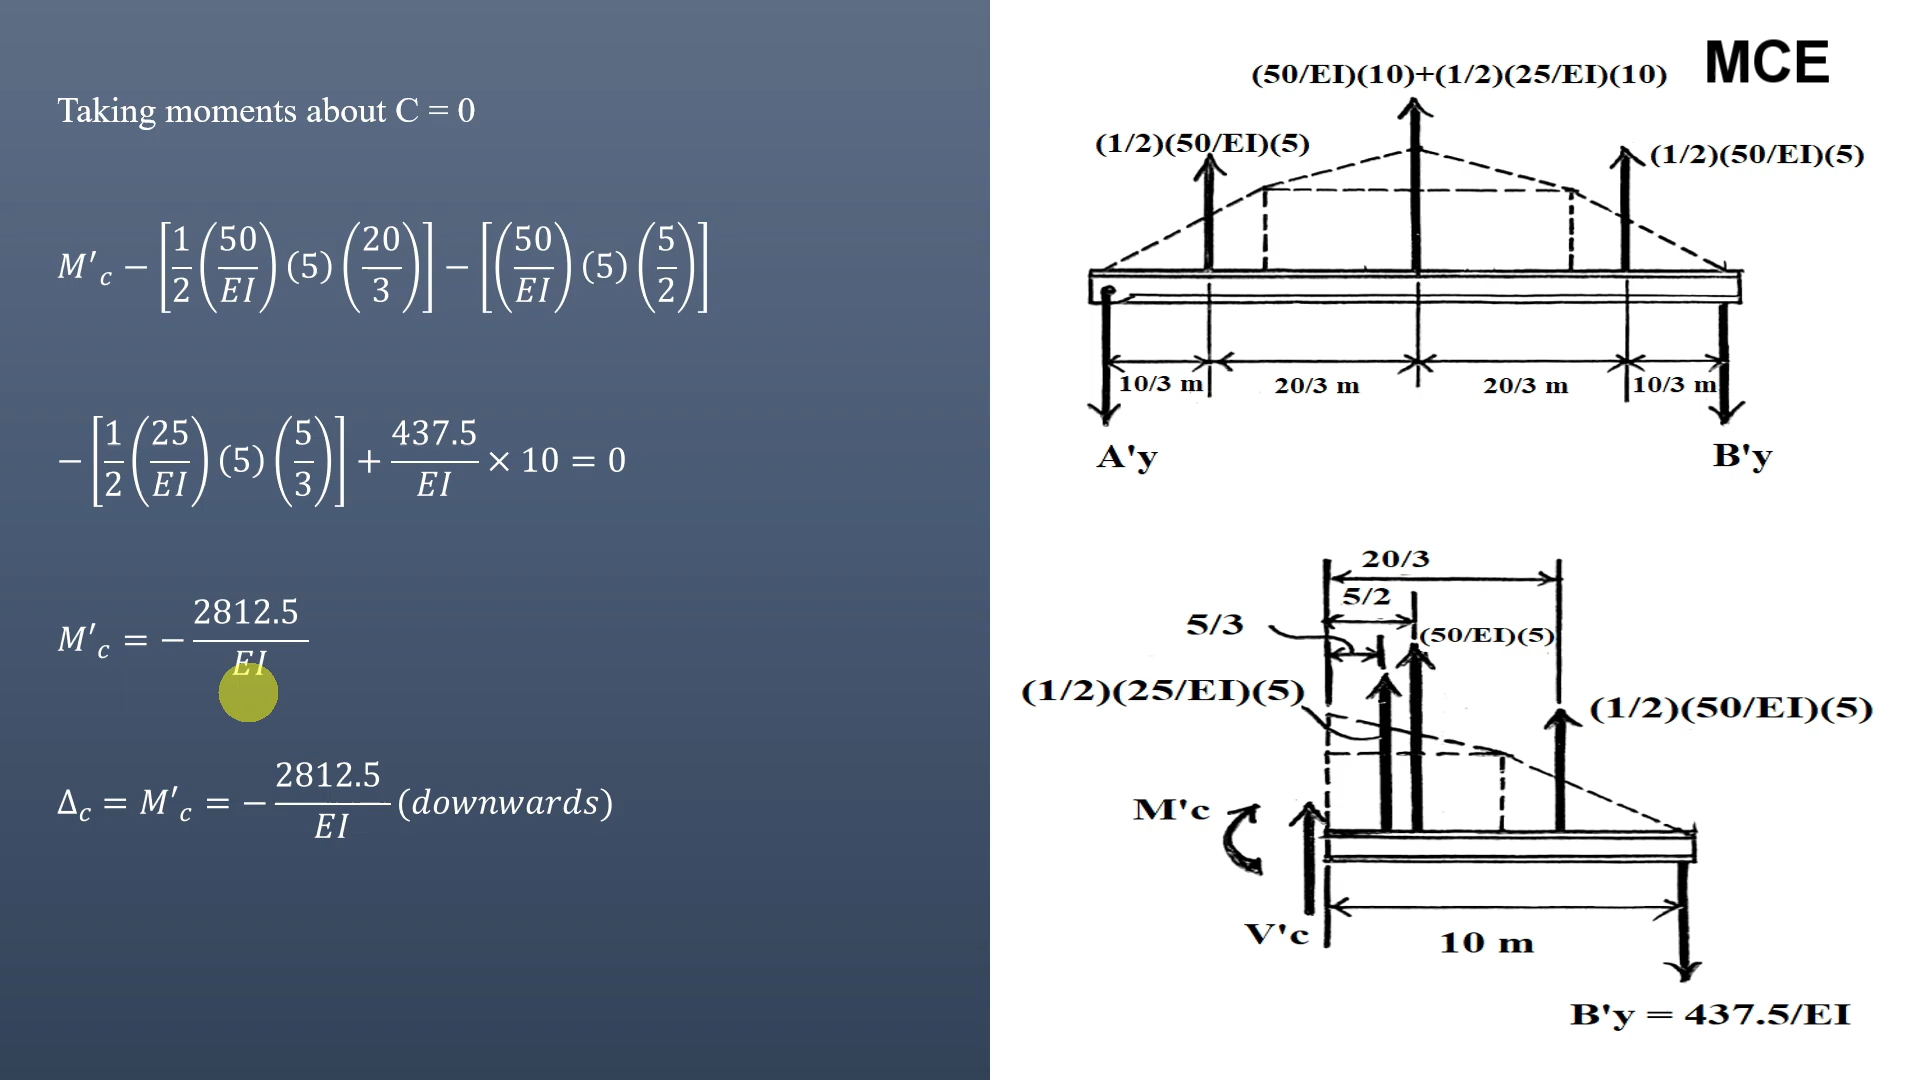 Taking moments about C = 0
M'c − [1/2 (50/EI) (5) (20/3)] − [(50/EI) (5) (5/2)]
− [1/2 (25/EI) (5) (5/3)] + 437.5/EI × 10 = 0
M'c = − 2812.5/EI
Δc = M'c = − 2812.5/EI (downwards)
MCE
(50/EI)(10)+(1/2)(25/EI)(10)
(1/2)(50/EI)(5)
(1/2)(50/EI)(5)
10/3 m
20/3 m
20/3 m
10/3 m
A'y
B'y
20/3
5/2
5/3
(50/EI)(5)
(1/2)(25/EI)(5)
(1/2)(50/EI)(5)
M'c
V'c
10 m
B'y = 437.5/EI